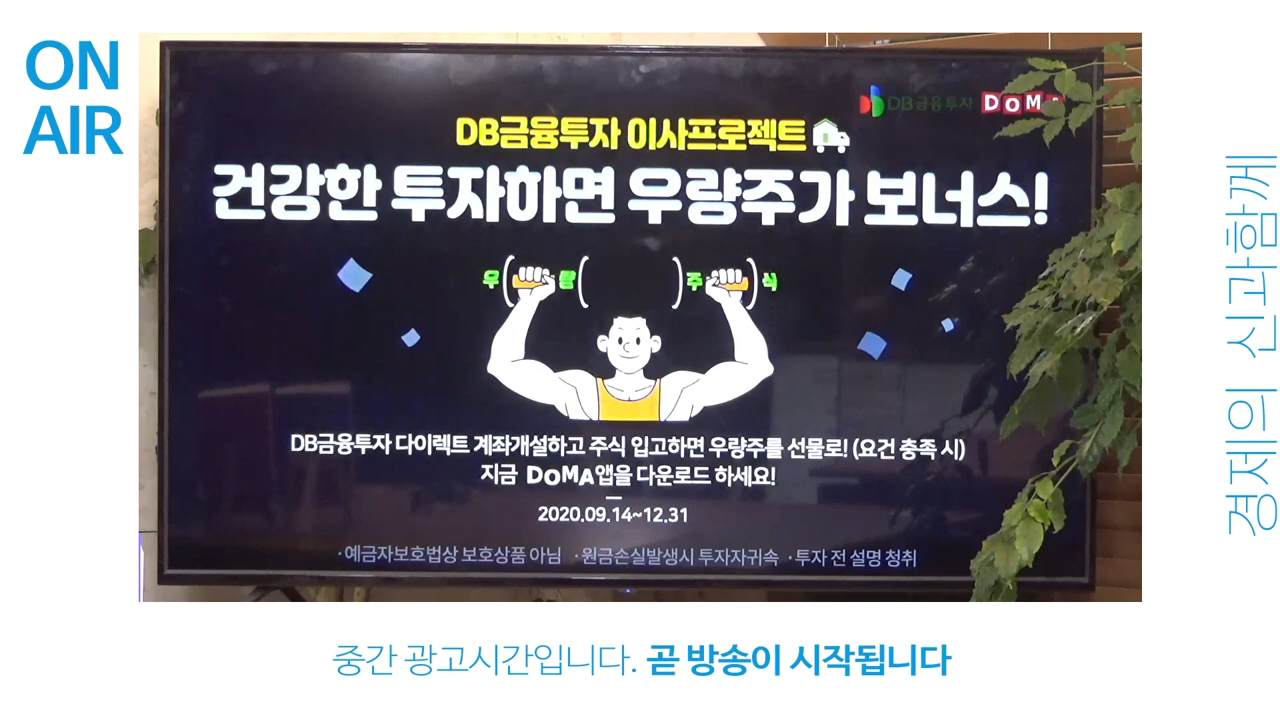 ON
AIR
DB금융투자 DOMA
DB금융투자 이사프로젝트
건강한 투자하면 우량주가 보너스!
우 량 주 식
DB금융투자 다이렉트 계좌개설하고 주식 입고하면 우량주를 선물로! (요건 충족 시)
지금 DOMA앱을 다운로드 하세요!
2020.09.14~12.31
·예금자보호법상 보호상품 아님 ·원금손실발생시 투자자귀속 ·투자 전 설명 청취
경제의 신과함께
중간 광고시간입니다. 곧 방송이 시작됩니다